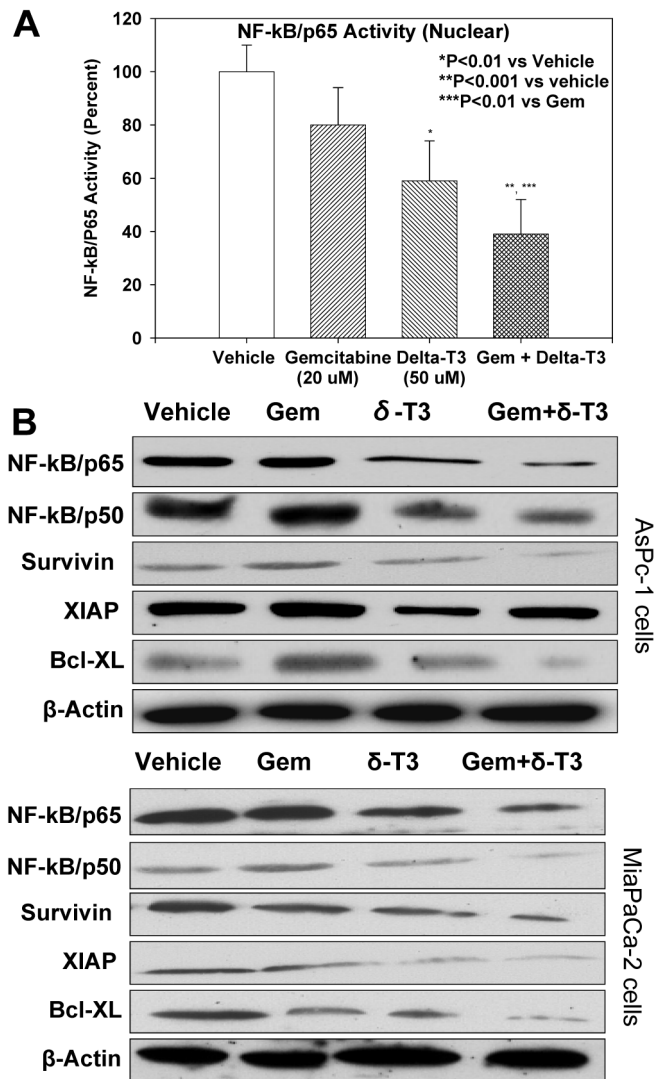 A
NF-kB/p65 Activity (Nuclear)
*P<0.01 vs Vehicle
**P<0.001 vs vehicle
***P<0.01 vs Gem
NF-kB/P65 Activity (Percent)
120
100
80
60
40
20
0
*
**, ***
Vehicle Gemcitabine Delta-T3 Gem + Delta-T3
(20 uM) (50 uM)
B
Vehicle Gem δ-T3 Gem+δ-T3
NF-kB/p65
NF-kB/p50
Survivin
XIAP
Bcl-XL
β-Actin
AsPc-1 cells
Vehicle Gem δ-T3 Gem+δ-T3
NF-kB/p65
NF-kB/p50
Survivin
XIAP
Bcl-XL
β-Actin
MiaPaCa-2 cells